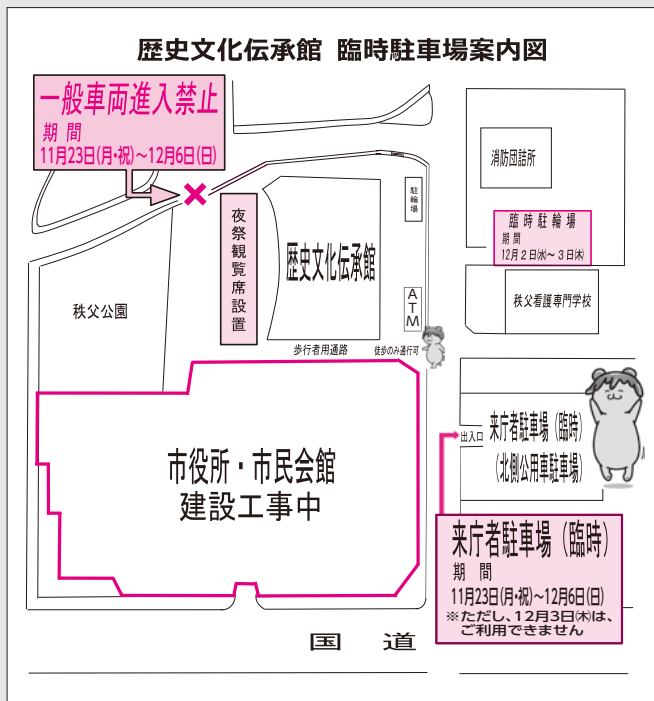 歴史文化伝承館 臨時駐車場案内図
一般車両進入禁止
期 間
11月23日(月・祝)～12月6日(日)
消防団詰所
駐輪場
臨時駐輪場
期 間
12月2日㈬～3日㈭
夜祭観覧席設置
歴史文化伝承館
秩父公園
ATM
秩父看護専門学校
歩行者用通路
徒歩のみ通行可
出入口
来庁者駐車場（臨時）
（北側公用車駐車場）
市役所・市民会館
建設工事中
来庁者駐車場（臨時）
期 間
11月23日(月・祝)～12月6日(日)
※ただし、12月3日㈭は、
ご利用できません
国 道